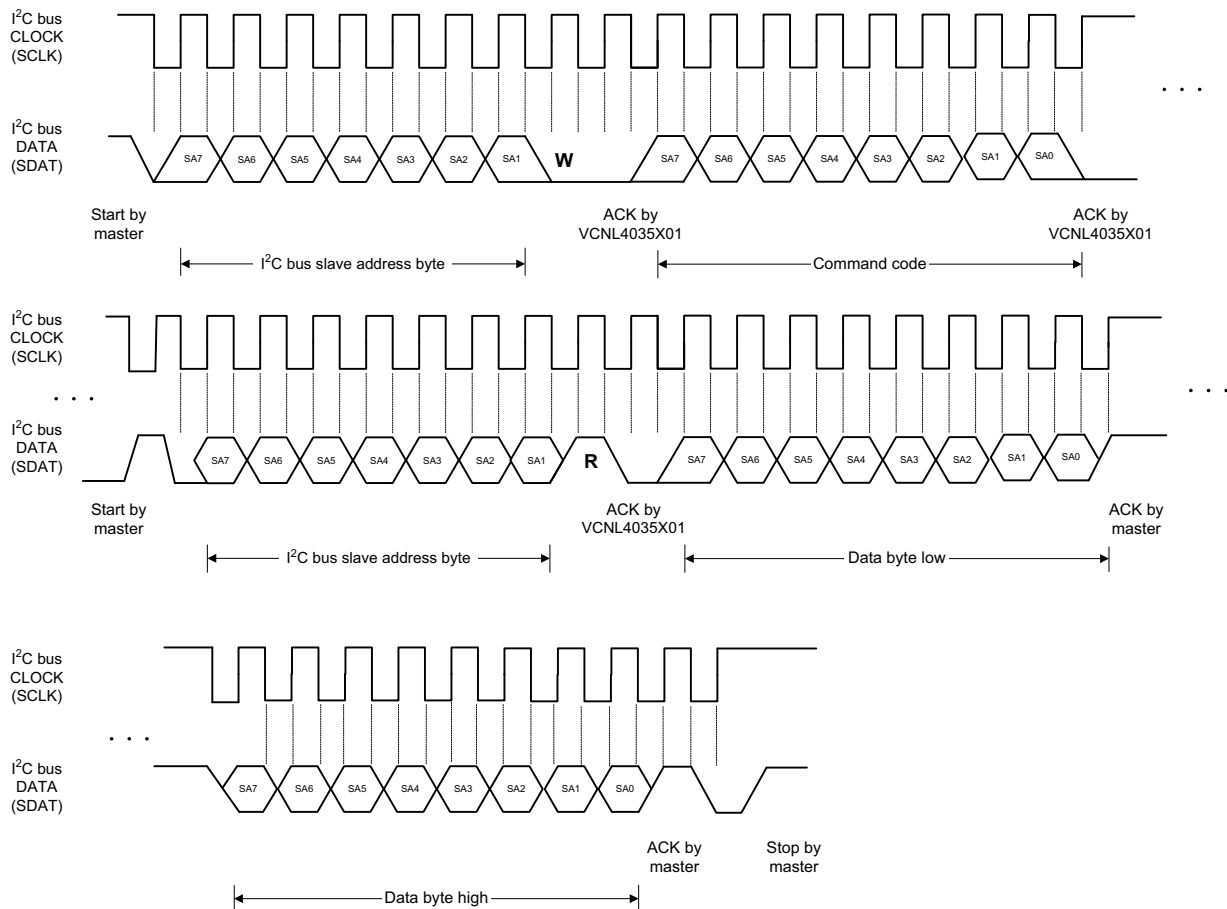 I²C bus
CLOCK
(SCLK)
. . .
I²C bus
DATA
(SDAT)
SA7 SA6 SA5 SA4 SA3 SA2 SA1 W SA7 SA6 SA5 SA4 SA3 SA2 SA1 SA0
Start by
master
ACK by
VCNL4035X01
ACK by
VCNL4035X01
I²C bus slave address byte
Command code
I²C bus
CLOCK
(SCLK)
. . .
. . .
I²C bus
DATA
(SDAT)
SA7 SA6 SA5 SA4 SA3 SA2 SA1 R SA7 SA6 SA5 SA4 SA3 SA2 SA1 SA0
Start by
master
ACK by
VCNL4035X01
ACK by
master
I²C bus slave address byte
Data byte low
I²C bus
CLOCK
(SCLK)
. . .
I²C bus
DATA
(SDAT)
SA7 SA6 SA5 SA4 SA3 SA2 SA1 SA0
ACK by
master
Stop by
master
Data byte high